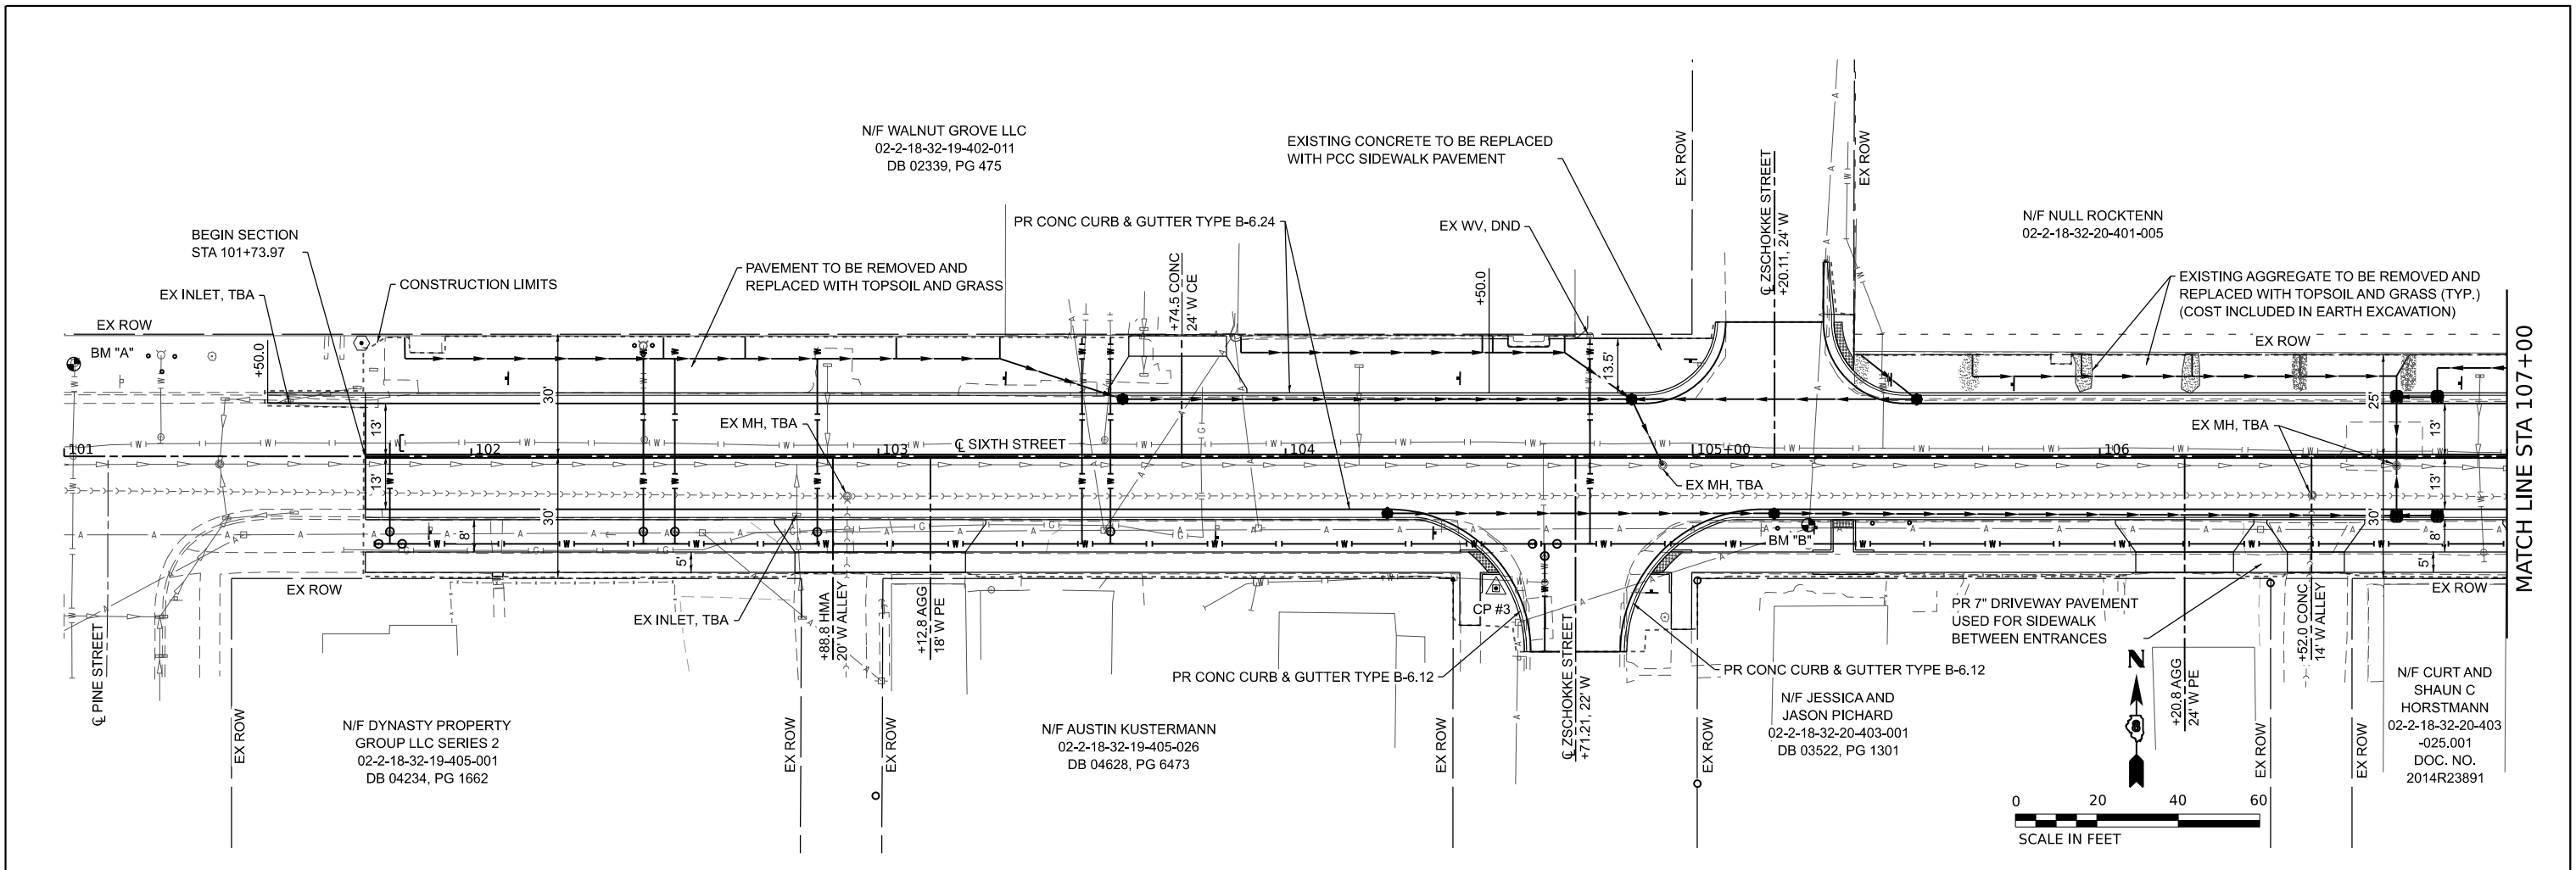 N/F WALNUT GROVE LLC
02-2-18-32-19-402-011
DB 02339, PG 475
EXISTING CONCRETE TO BE REPLACED
WITH PCC SIDEWALK PAVEMENT
EX ROW
℄ ZSCHOKKE STREET
+20.11, 24' W
EX ROW
N/F NULL ROCKTENN
02-2-18-32-20-401-005
BEGIN SECTION
STA 101+73.97
PR CONC CURB & GUTTER TYPE B-6.24
EX WV, DND
EX INLET, TBA
CONSTRUCTION LIMITS
PAVEMENT TO BE REMOVED AND
REPLACED WITH TOPSOIL AND GRASS
+74.5 CONC
24' W CE
+50.0
EXISTING AGGREGATE TO BE REMOVED AND
REPLACED WITH TOPSOIL AND GRASS (TYP.)
(COST INCLUDED IN EARTH EXCAVATION)
EX ROW
EX ROW
BM "A"
+50.0
30'
13.5'
25'
13'
13'
EX MH, TBA
℄ SIXTH STREET
EX MH, TBA
101
102
103
104
105+00
106
MATCH LINE STA 107+00
13'
13'
EX MH, TBA
30'
30'
8'
8'
BM "B"
5'
5'
EX ROW
EX ROW
EX INLET, TBA
+88.8 HMA
20' W ALLEY
+12.8 AGG
18' W PE
CP #3
PR 7" DRIVEWAY PAVEMENT
USED FOR SIDEWALK
BETWEEN ENTRANCES
+52.0 CONC
14' W ALLEY
℄ PINE STREET
PR CONC CURB & GUTTER TYPE B-6.12
PR CONC CURB & GUTTER TYPE B-6.12
℄ ZSCHOKKE STREET
+71.21, 22' W
N
+20.8 AGG
24' W PE
N/F DYNASTY PROPERTY
GROUP LLC SERIES 2
02-2-18-32-19-405-001
DB 04234, PG 1662
N/F AUSTIN KUSTERMANN
02-2-18-32-19-405-026
DB 04628, PG 6473
N/F JESSICA AND
JASON PICHARD
02-2-18-32-20-403-001
DB 03522, PG 1301
N/F CURT AND
SHAUN C
HORSTMANN
02-2-18-32-20-403
-025.001
DOC. NO.
2014R23891
EX ROW
EX ROW
EX ROW
EX ROW
EX ROW
EX ROW
EX ROW
0 20 40 60
SCALE IN FEET